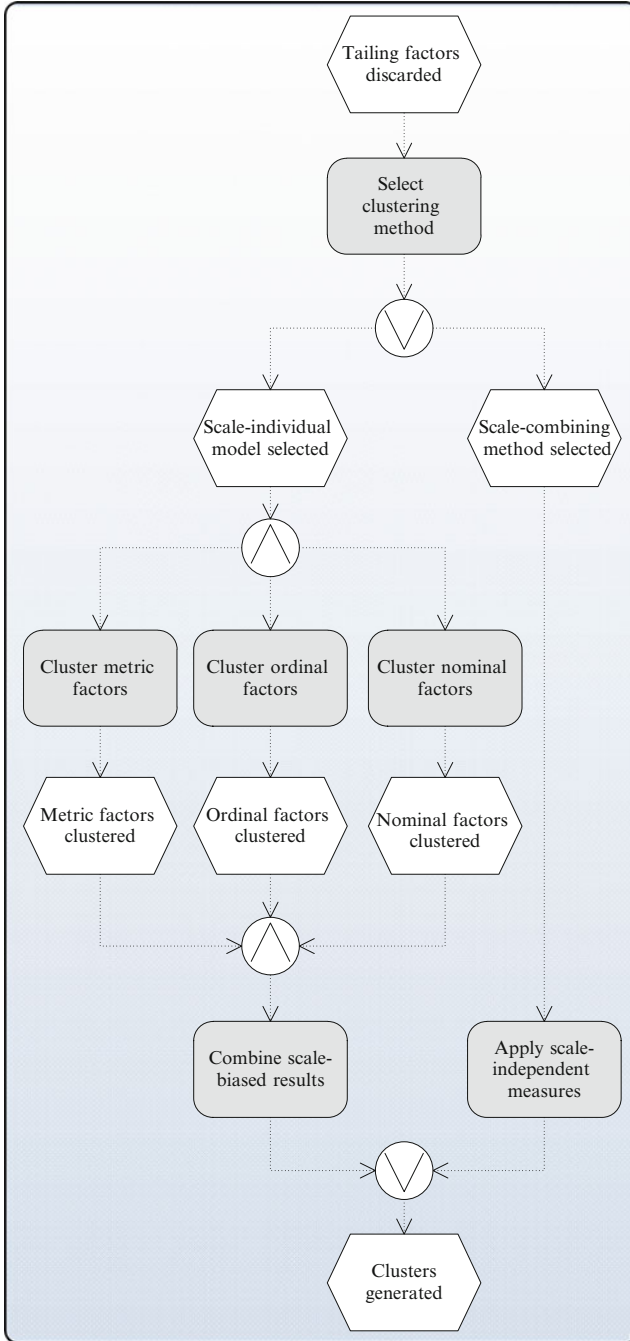 Tailing factors
discarded
Select
clustering
method
Scale-individual
model selected
Scale-combining
method selected
Cluster metric
factors
Cluster ordinal
factors
Cluster nominal
factors
Metric factors
clustered
Ordinal factors
clustered
Nominal factors
clustered
Combine scale-
biased results
Apply scale-
independent
measures
Clusters
generated